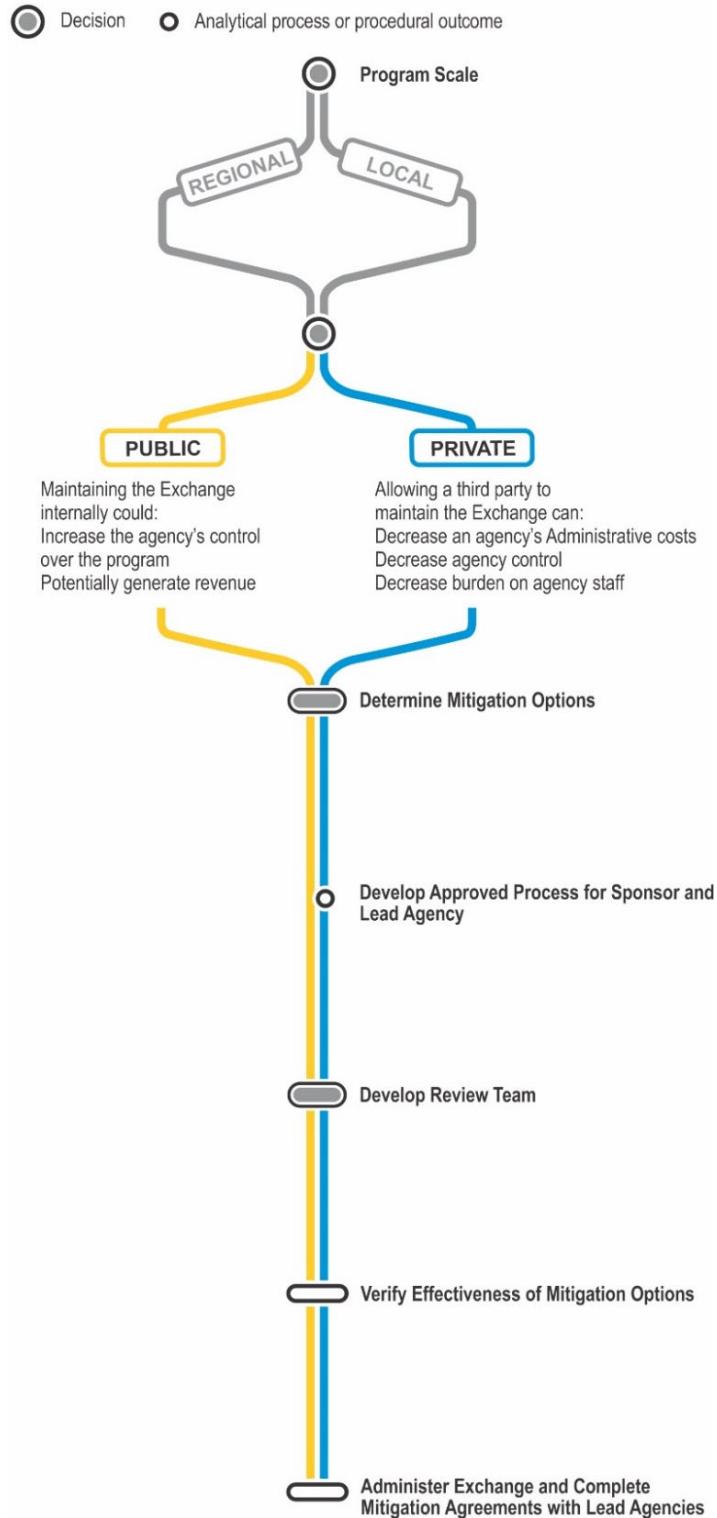 Decision
Analytical process or procedural outcome
Program Scale
REGIONAL
LOCAL
PUBLIC
Maintaining the Exchange
internally could:
Increase the agency's control
over the program
Potentially generate revenue
PRIVATE
Allowing a third party to
maintain the Exchange can:
Decrease an agency's Administrative costs
Decrease agency control
Decrease burden on agency staff
Determine Mitigation Options
Develop Approved Process for Sponsor and
Lead Agency
Develop Review Team
Verify Effectiveness of Mitigation Options
Administer Exchange and Complete
Mitigation Agreements with Lead Agencies